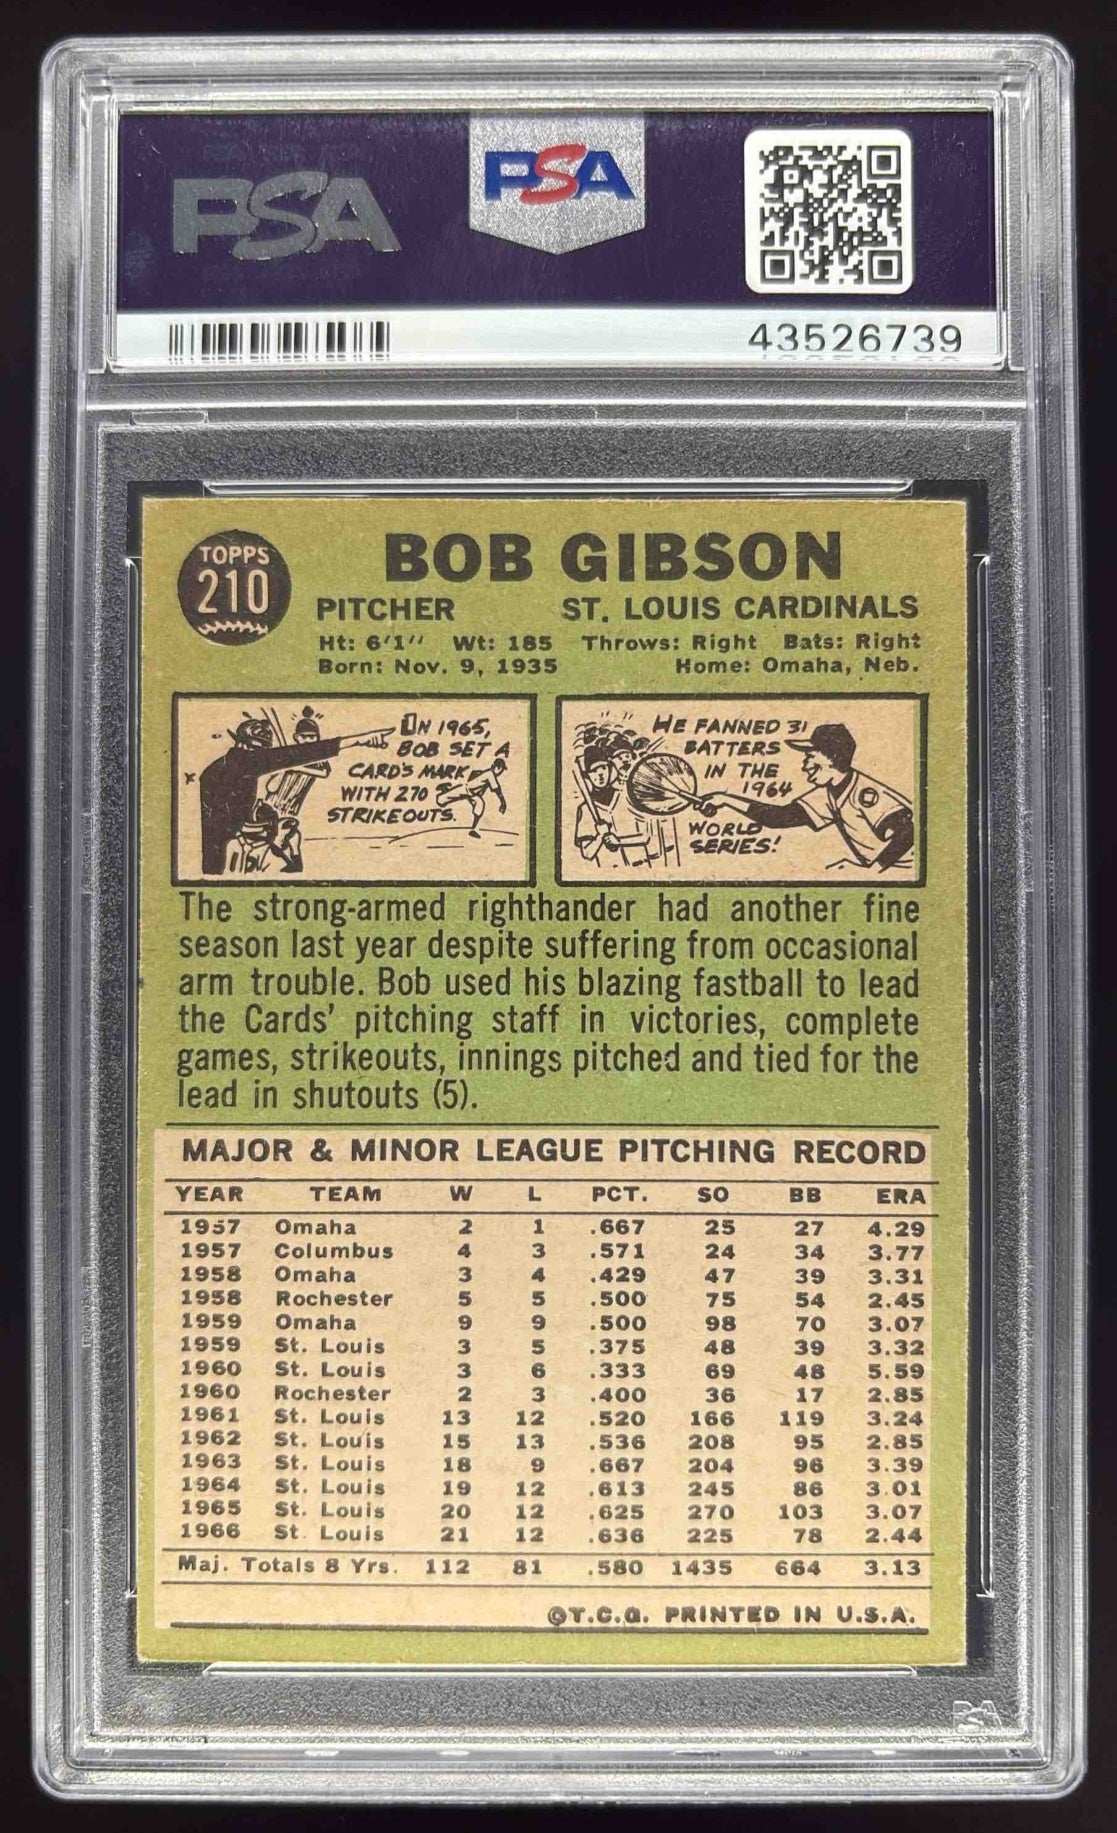 PSA PSA
43526739
TOPPS
210
BOB GIBSON
PITCHER ST. LOUIS CARDINALS
Ht: 6'1" Wt: 185 Throws: Right Bats: Right
Born: Nov. 9, 1935 Home: Omaha, Neb.
IN 1965,
BOB SET A
CARD'S MARK
WITH 270
STRIKEOUTS.
HE FANNED 31
BATTERS
IN THE
1964
WORLD
SERIES!
The strong-armed righthander had another fine
season last year despite suffering from occasional
arm trouble. Bob used his blazing fastball to lead
the Cards' pitching staff in victories, complete
games, strikeouts, innings pitched and tied for the
lead in shutouts (5).
MAJOR & MINOR LEAGUE PITCHING RECORD
YEAR TEAM W L PCT. SO BB ERA
1957 Omaha 2 1 .667 25 27 4.29
1957 Columbus 4 3 .571 24 34 3.77
1958 Omaha 3 4 .429 47 39 3.31
1958 Rochester 5 5 .500 75 54 2.45
1959 Omaha 9 9 .500 98 70 3.07
1959 St. Louis 3 5 .375 48 39 3.32
1960 St. Louis 3 6 .333 69 48 5.59
1960 Rochester 2 3 .400 36 17 2.85
1961 St. Louis 13 12 .520 166 119 3.24
1962 St. Louis 15 13 .536 208 95 2.85
1963 St. Louis 18 9 .667 204 96 3.39
1964 St. Louis 19 12 .613 245 86 3.01
1965 St. Louis 20 12 .625 270 103 3.07
1966 St. Louis 21 12 .636 225 78 2.44
Maj. Totals 8 Yrs. 112 81 .580 1435 664 3.13
©T.C.G. PRINTED IN U.S.A.
PSA